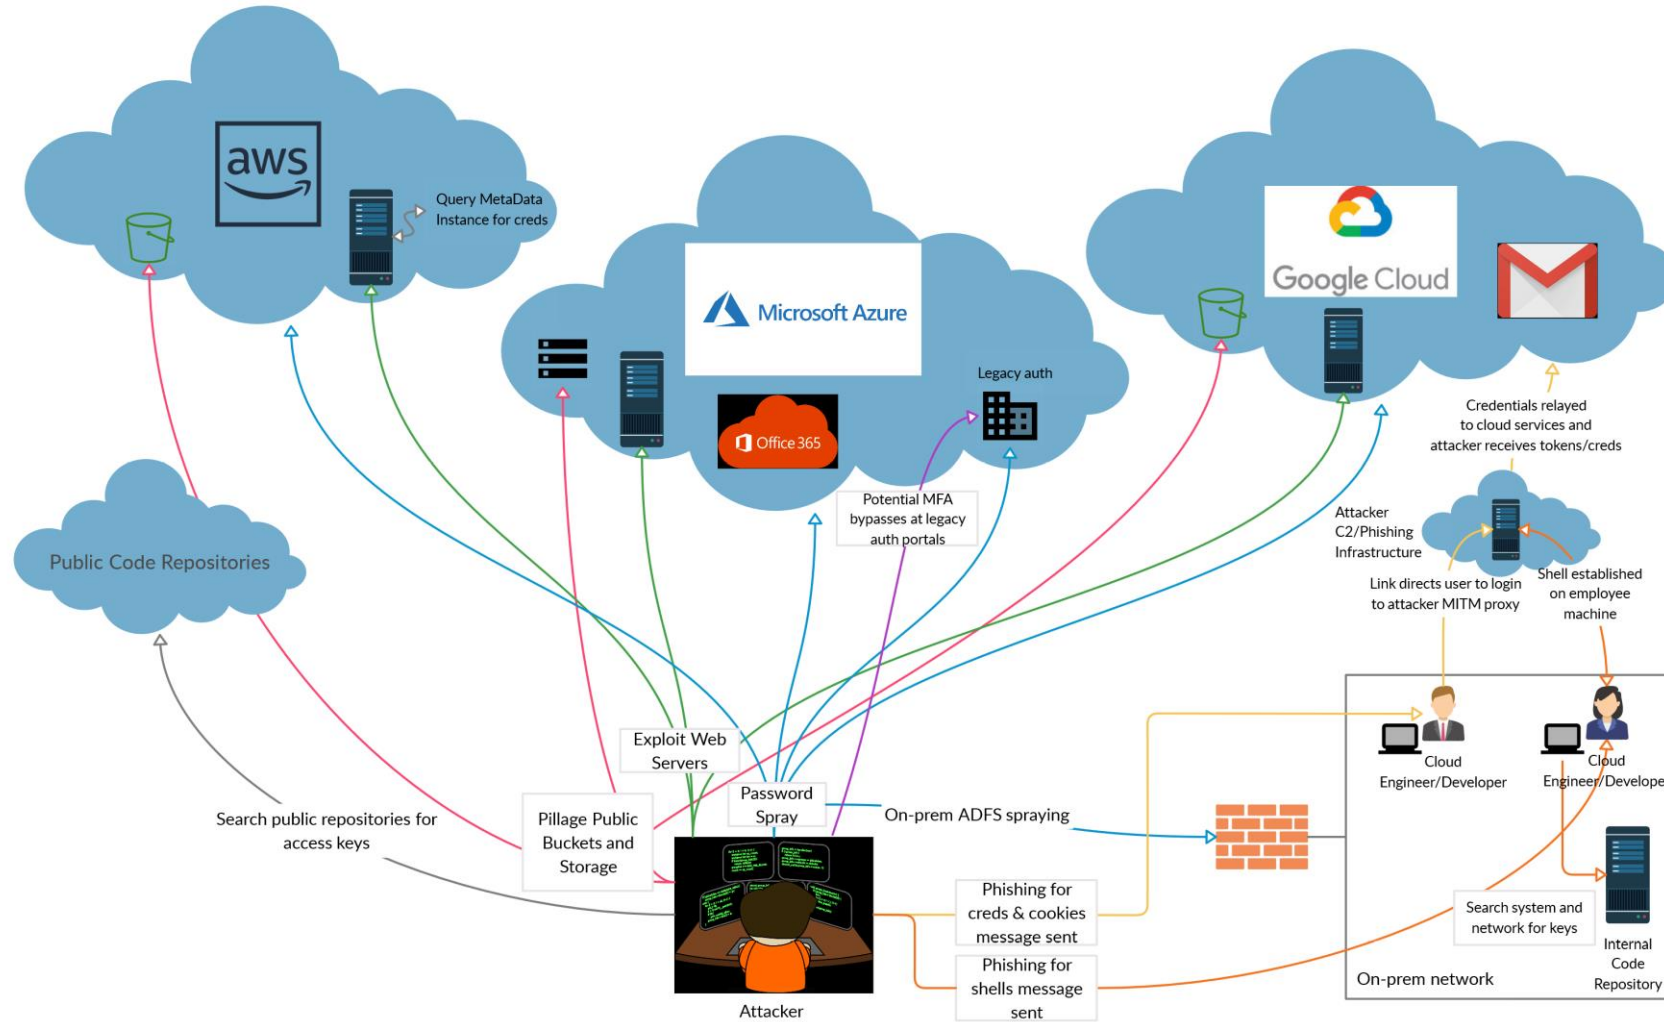 aws
Query MetaData
Instance for creds
Microsoft Azure
Legacy auth
Office 365
Google Cloud
Credentials relayed
to cloud services and
attacker receives tokens/creds
Potential MFA
bypasses at legacy
auth portals
Attacker
C2/Phishing
Infrastructure
Public Code Repositories
Link directs user to login
to attacker MITM proxy
Shell established
on employee
machine
Exploit Web
Servers
Password
Spray
On-prem ADFS spraying
Search public repositories for
access keys
Pillage Public
Buckets and
Storage
Cloud
Engineer/Developer
Cloud
Engineer/Develope
Phishing for
creds & cookies
message sent
Phishing for
shells message
sent
Search system and
network for keys
Internal
Code
Repository
On-prem network
Attacker